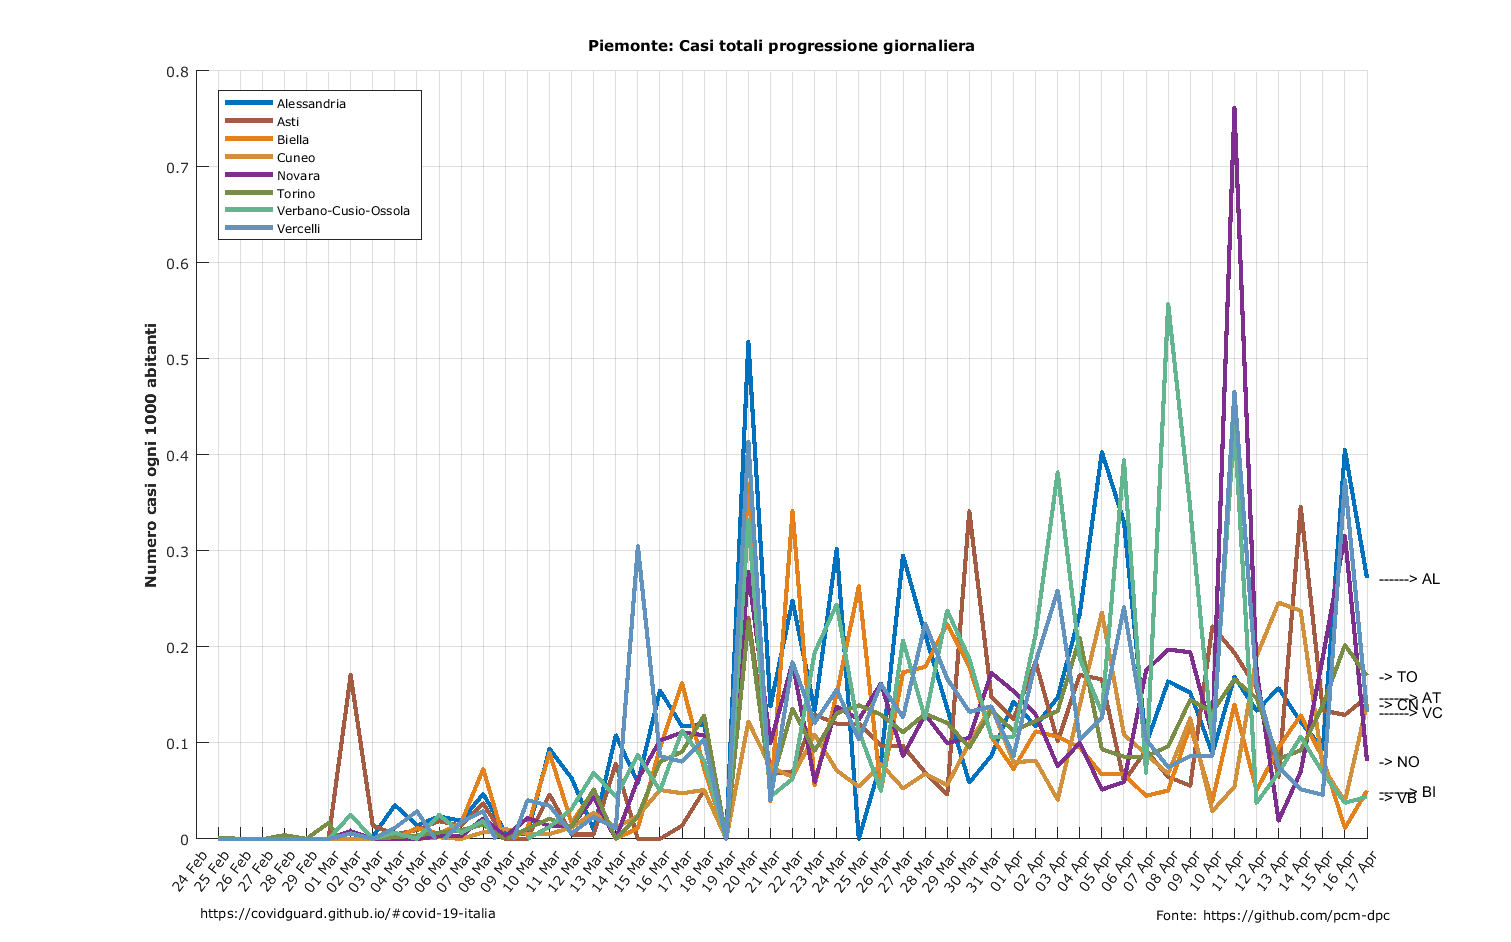 Piemonte: Casi totali progressione giornaliera
0.8
0.7
0.6
0.5
0.4
0.3
0.2
0.1
0
Numero casi ogni 1000 abitanti
Alessandria
Asti
Biella
Cuneo
Novara
Torino
Verbano-Cusio-Ossola
Vercelli
------> AL
-> TO
------> AT
-> CN
------> VC
-> NO
------> BI
-> VB
24 Feb
25 Feb
26 Feb
27 Feb
28 Feb
29 Feb
01 Mar
02 Mar
03 Mar
04 Mar
05 Mar
06 Mar
07 Mar
08 Mar
09 Mar
10 Mar
11 Mar
12 Mar
13 Mar
14 Mar
15 Mar
16 Mar
17 Mar
18 Mar
19 Mar
20 Mar
21 Mar
22 Mar
23 Mar
24 Mar
25 Mar
26 Mar
27 Mar
28 Mar
29 Mar
30 Mar
31 Mar
01 Apr
02 Apr
03 Apr
04 Apr
05 Apr
06 Apr
07 Apr
08 Apr
09 Apr
10 Apr
11 Apr
12 Apr
13 Apr
14 Apr
15 Apr
16 Apr
17 Apr
https://covidguard.github.io/#covid-19-italia
Fonte: https://github.com/pcm-dpc